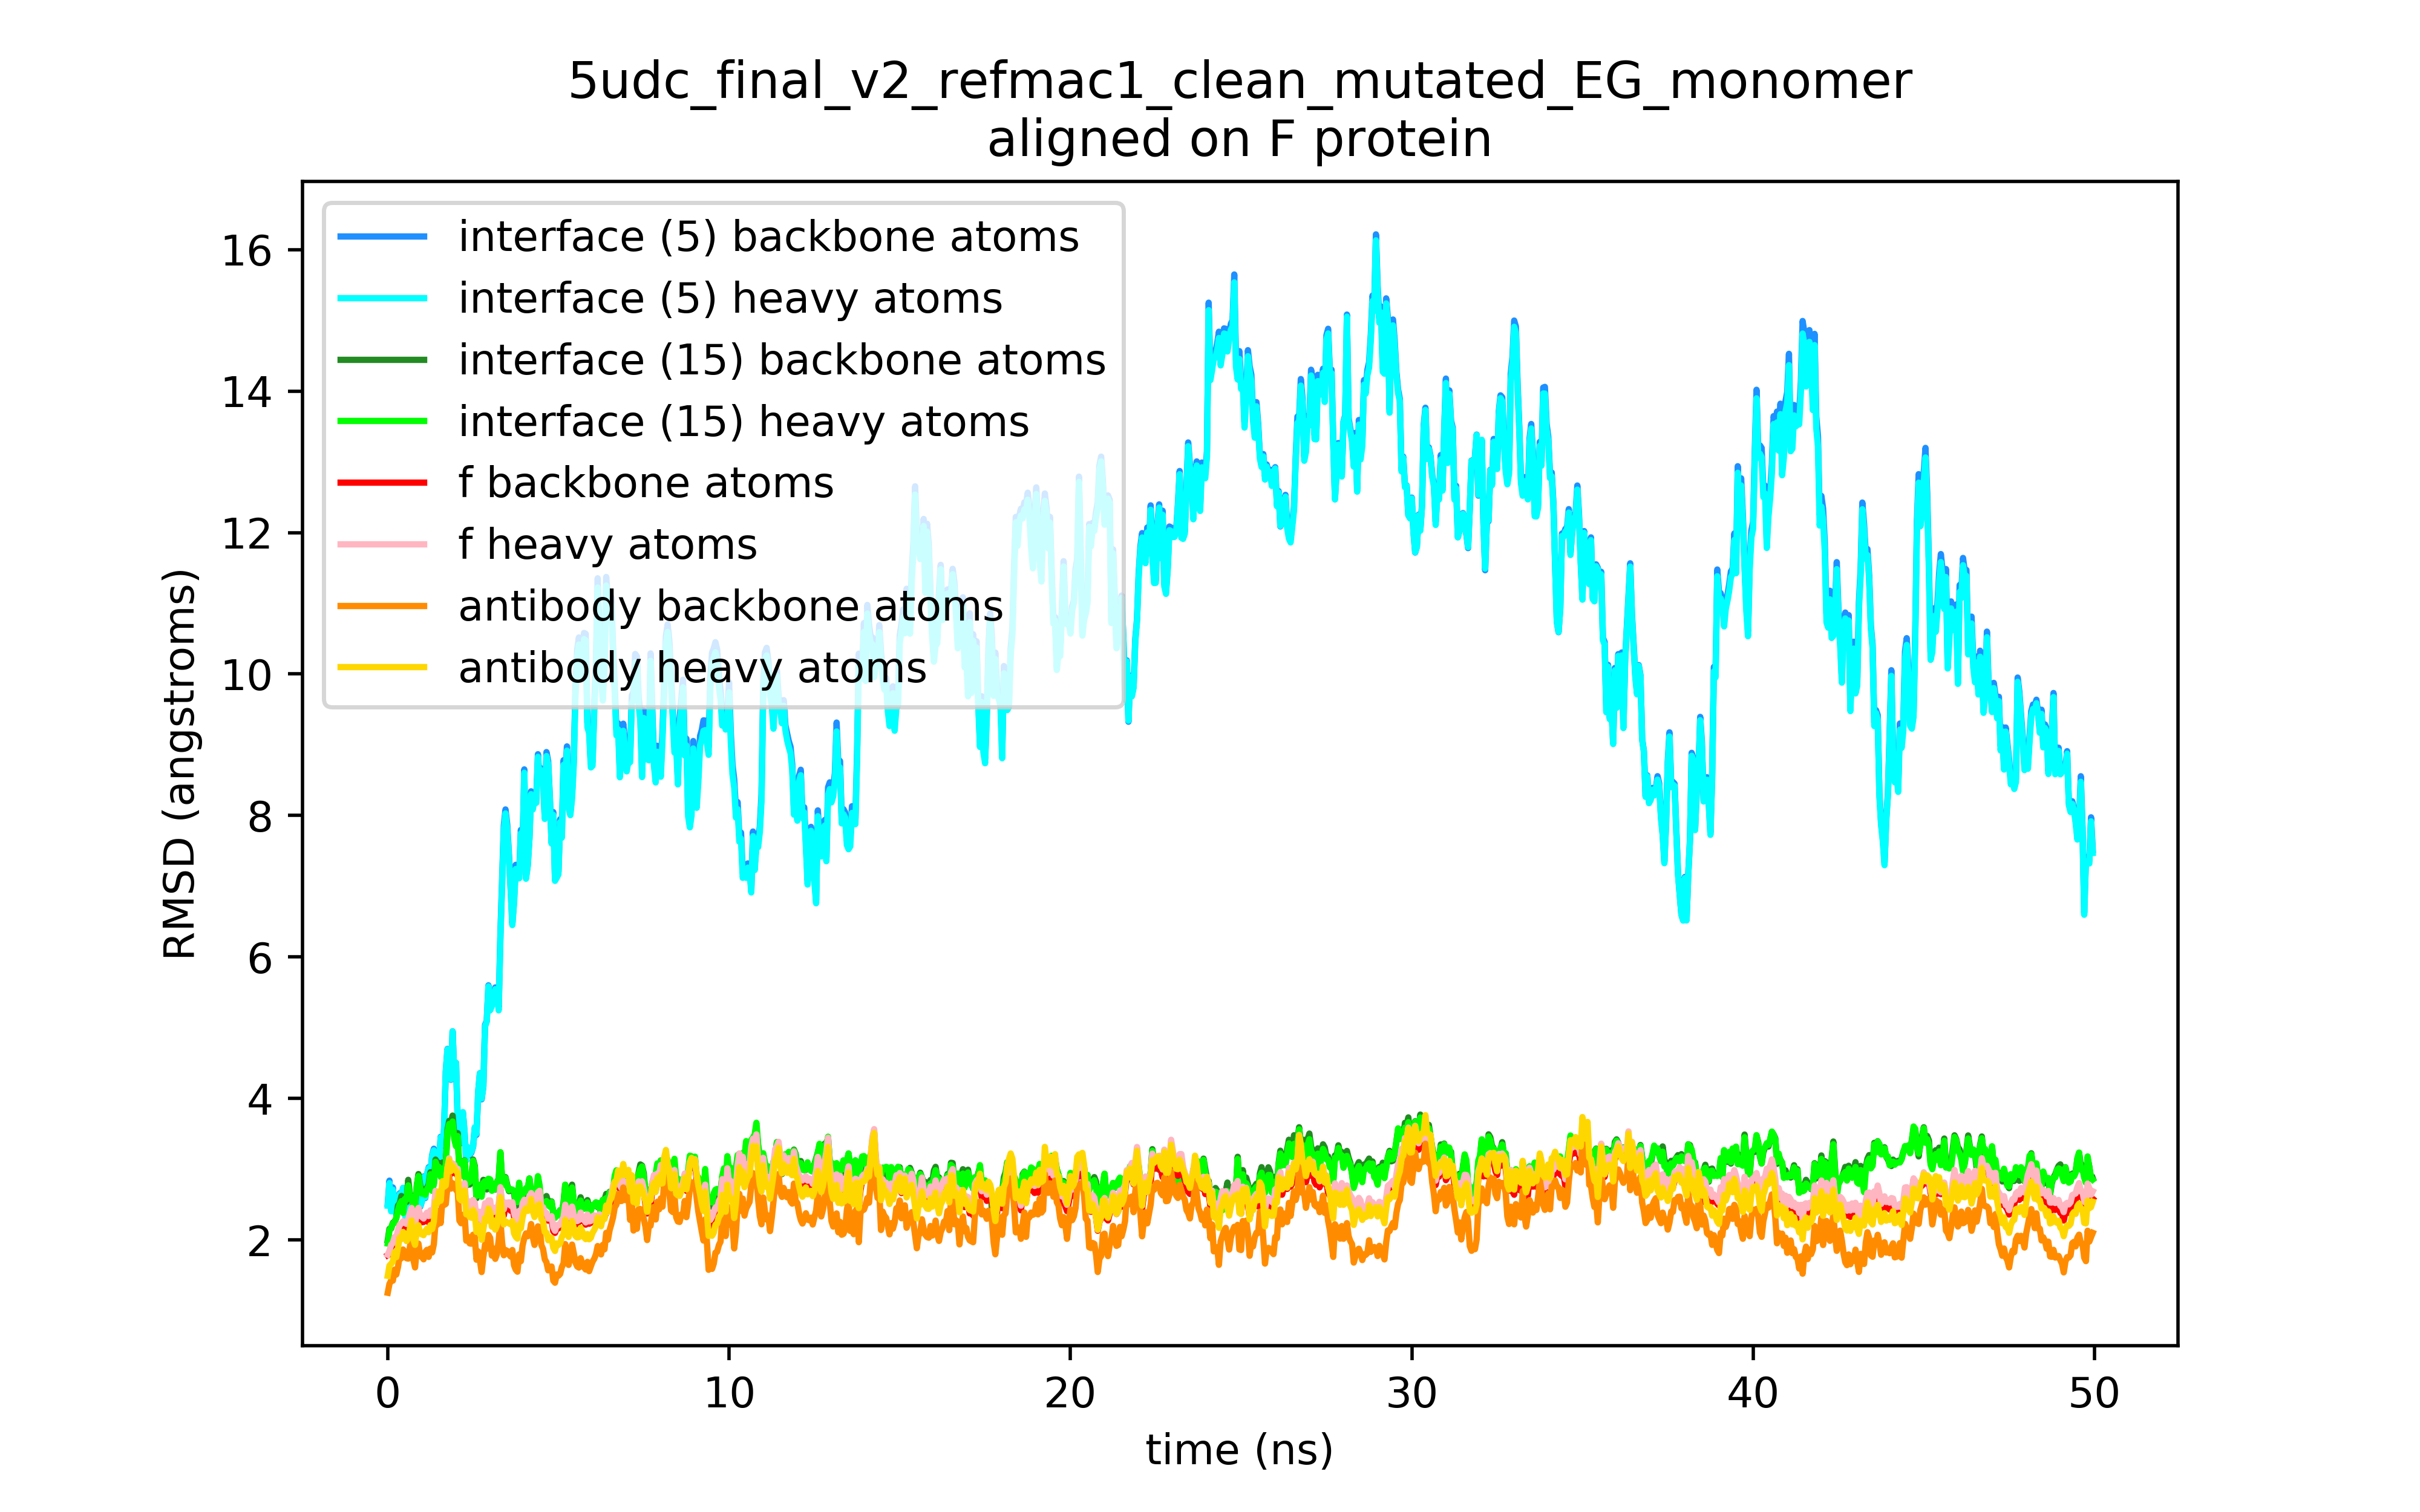 5udc_final_v2_refmac1_clean_mutated_EG_monomer
aligned on F protein
interface (5) backbone atoms
interface (5) heavy atoms
interface (15) backbone atoms
interface (15) heavy atoms
f backbone atoms
f heavy atoms
antibody backbone atoms
antibody heavy atoms
RMSD (angstroms)
16
14
12
10
8
6
4
2
0 10 20 30 40 50
time (ns)